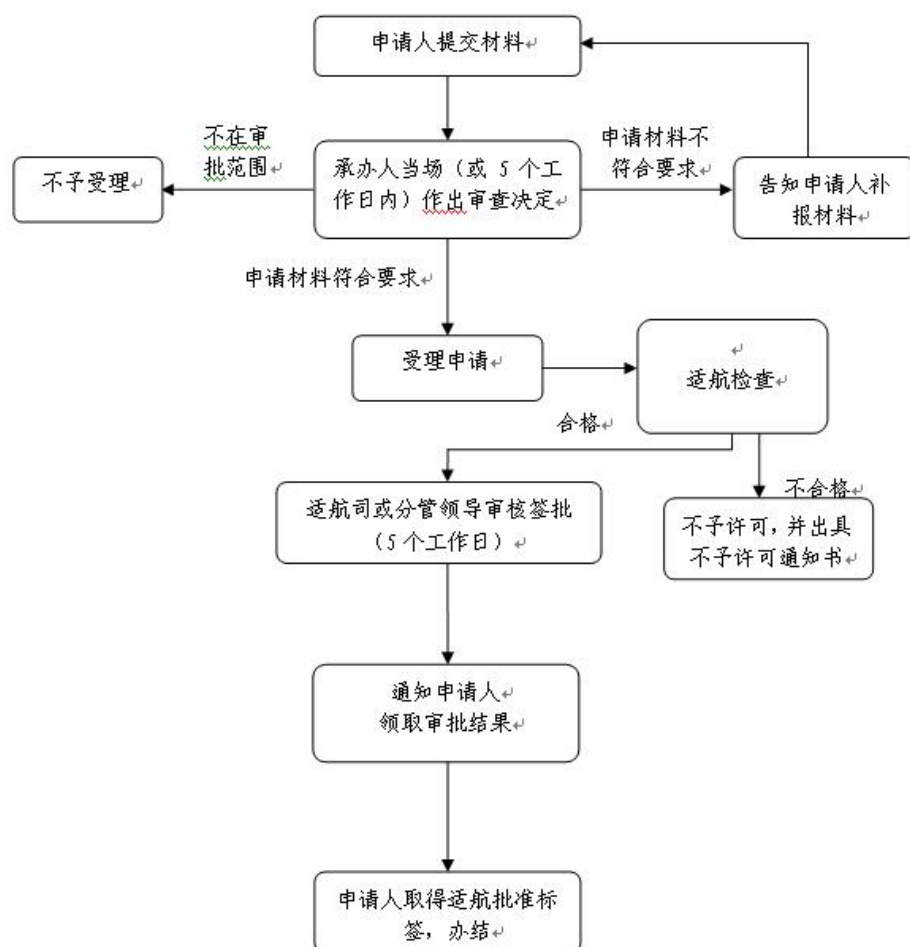 申请人提交材料
不在审
批范围
申请材料不
符合要求
不予受理
承办人当场（或 5 个工
作日内）作出审查决定
告知申请人补
报材料
申请材料符合要求
受理申请
适航检查
合格
不合格
适航司或分管领导审核签批
（5 个工作日）
不予许可，并出具
不予许可通知书
通知申请人
领取审批结果
申请人取得适航批准标
签，办结